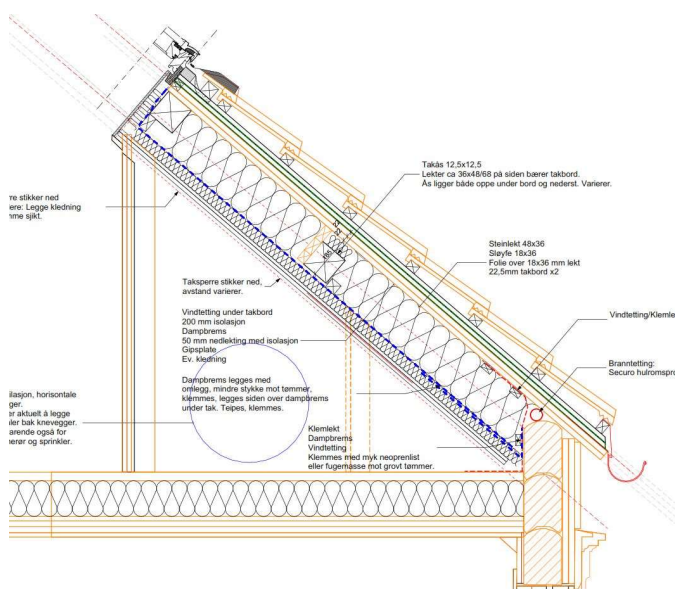 Takås 12,5x12,5
Lekter ca 36x48/68 på siden bærer takbord.
Ås ligger både oppe under bord og nederst. Varierer.
rre stikker ned
iere: Legge kledning
mme sjikt.
Steinlekt 48x36
Sløyfe 18x36
Folie over 18x36 mm lekt
22,5mm takbord x2
Taksperre stikker ned,
avstand varierer.
Vindtetting under takbord
200 mm isolasjon
Dampbrems
50 mm nedlekting med isolasjon
Gipsplate
Ev. kledning
Vindtetting/Klemle
Branntetting:
Securo hulromspro
Dampbrems legges med
omlegg, mindre stykke mot tømmer,
klemmes, legges siden over dampbrems
under tak. Teipes, klemmes.
ilasjon, horisontale
gger.
r aktuelt å legge
der bak knevegger.
arende også for
nerør og sprinkler.
Klemlekt
Dampbrems
Vindtetting
Klemmes med myk neoprenlist
eller fugemasse mot grovt tømmer.